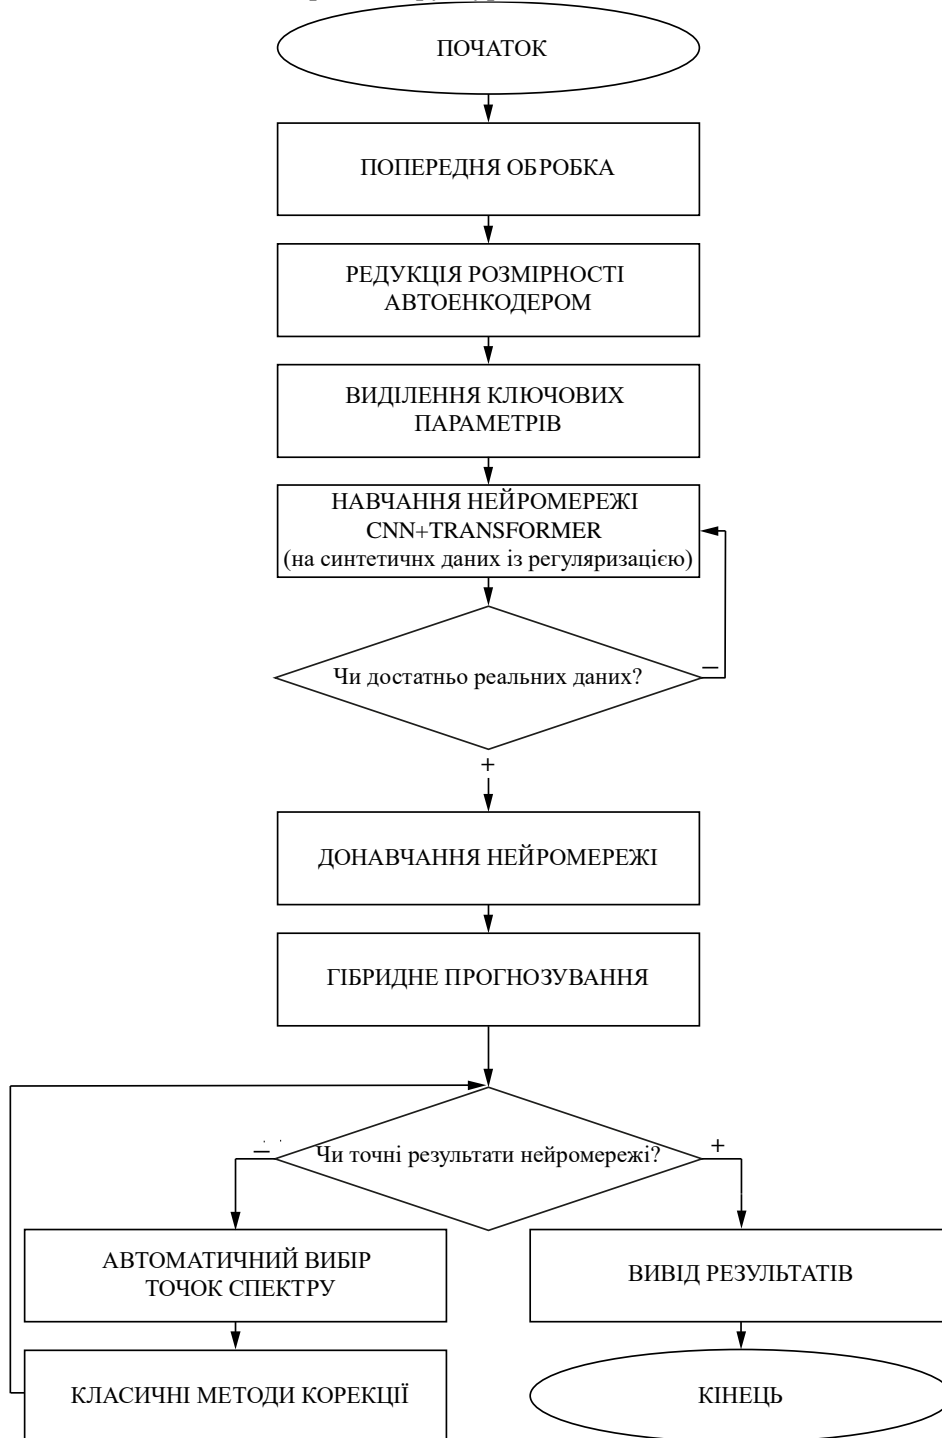 ПОЧАТОК
ПОПЕРЕДНЯ ОБРОБКА
РЕДУКЦІЯ РОЗМІРНОСТІ
АВТОЕНКОДЕРОМ
ВИДІЛЕННЯ КЛЮЧОВИХ
ПАРАМЕТРІВ
НАВЧАННЯ НЕЙРОМЕРЕЖІ
CNN+TRANSFORMER
(на синтетичнх даних із регуляризацією)
Чи достатньо реальних даних?
–
+
ДОНАВЧАННЯ НЕЙРОМЕРЕЖІ
ГІБРИДНЕ ПРОГНОЗУВАННЯ
–
Чи точні результати нейромережі?
+
АВТОМАТИЧНИЙ ВИБІР
ТОЧОК СПЕКТРУ
ВИВІД РЕЗУЛЬТАТІВ
КЛАСИЧНІ МЕТОДИ КОРЕКЦІЇ
КІНЕЦЬ